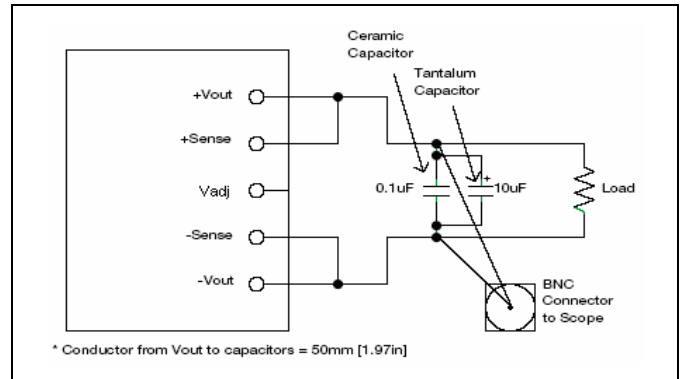 Ceramic
Capacitor
Tantalum
Capacitor
+Vout
+Sense
Vadj
-Sense
-Vout
0.1uF
+
10uF
Load
BNC
Connector
to Scope
* Conductor from Vout to capacitors = 50mm [1.97in]